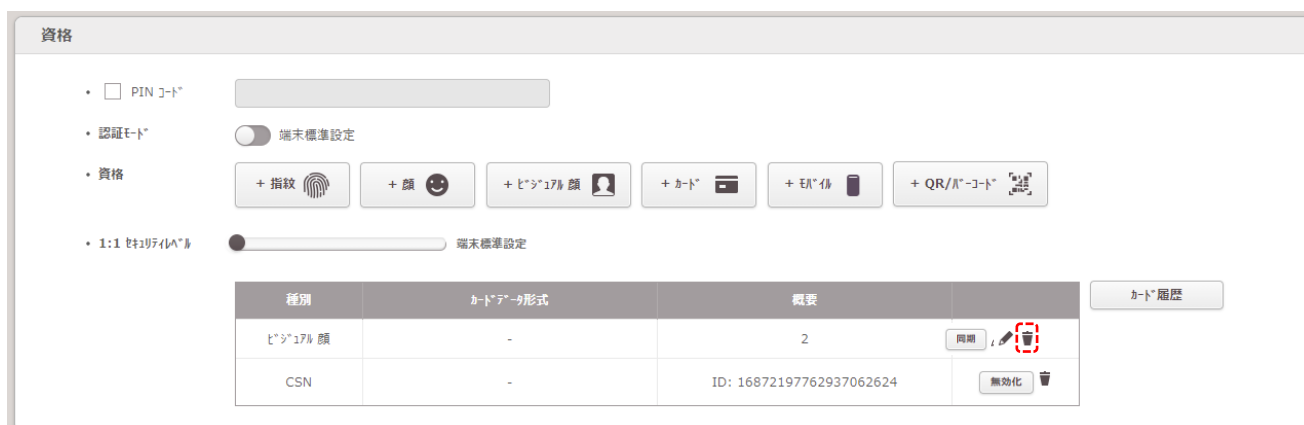 資格
• PIN ｺｰﾄﾞ
• 認証ﾓｰﾄﾞ 端末標準設定
• 資格 + 指紋 + 顔 + ﾋﾞｼﾞｭｱﾙ 顔 + ｶｰﾄﾞ + ﾓﾊﾞｲﾙ + QR/ﾊﾞｰｺｰﾄﾞ
• 1:1 ｾｷｭﾘﾃｨﾚﾍﾞﾙ 端末標準設定
種別 ｶｰﾄﾞﾃﾞｰﾀ形式 概要 ｶｰﾄﾞ履歴
ﾋﾞｼﾞｭｱﾙ 顔 - 2 同期 ,
CSN - ID: 16872197762937062624 無効化